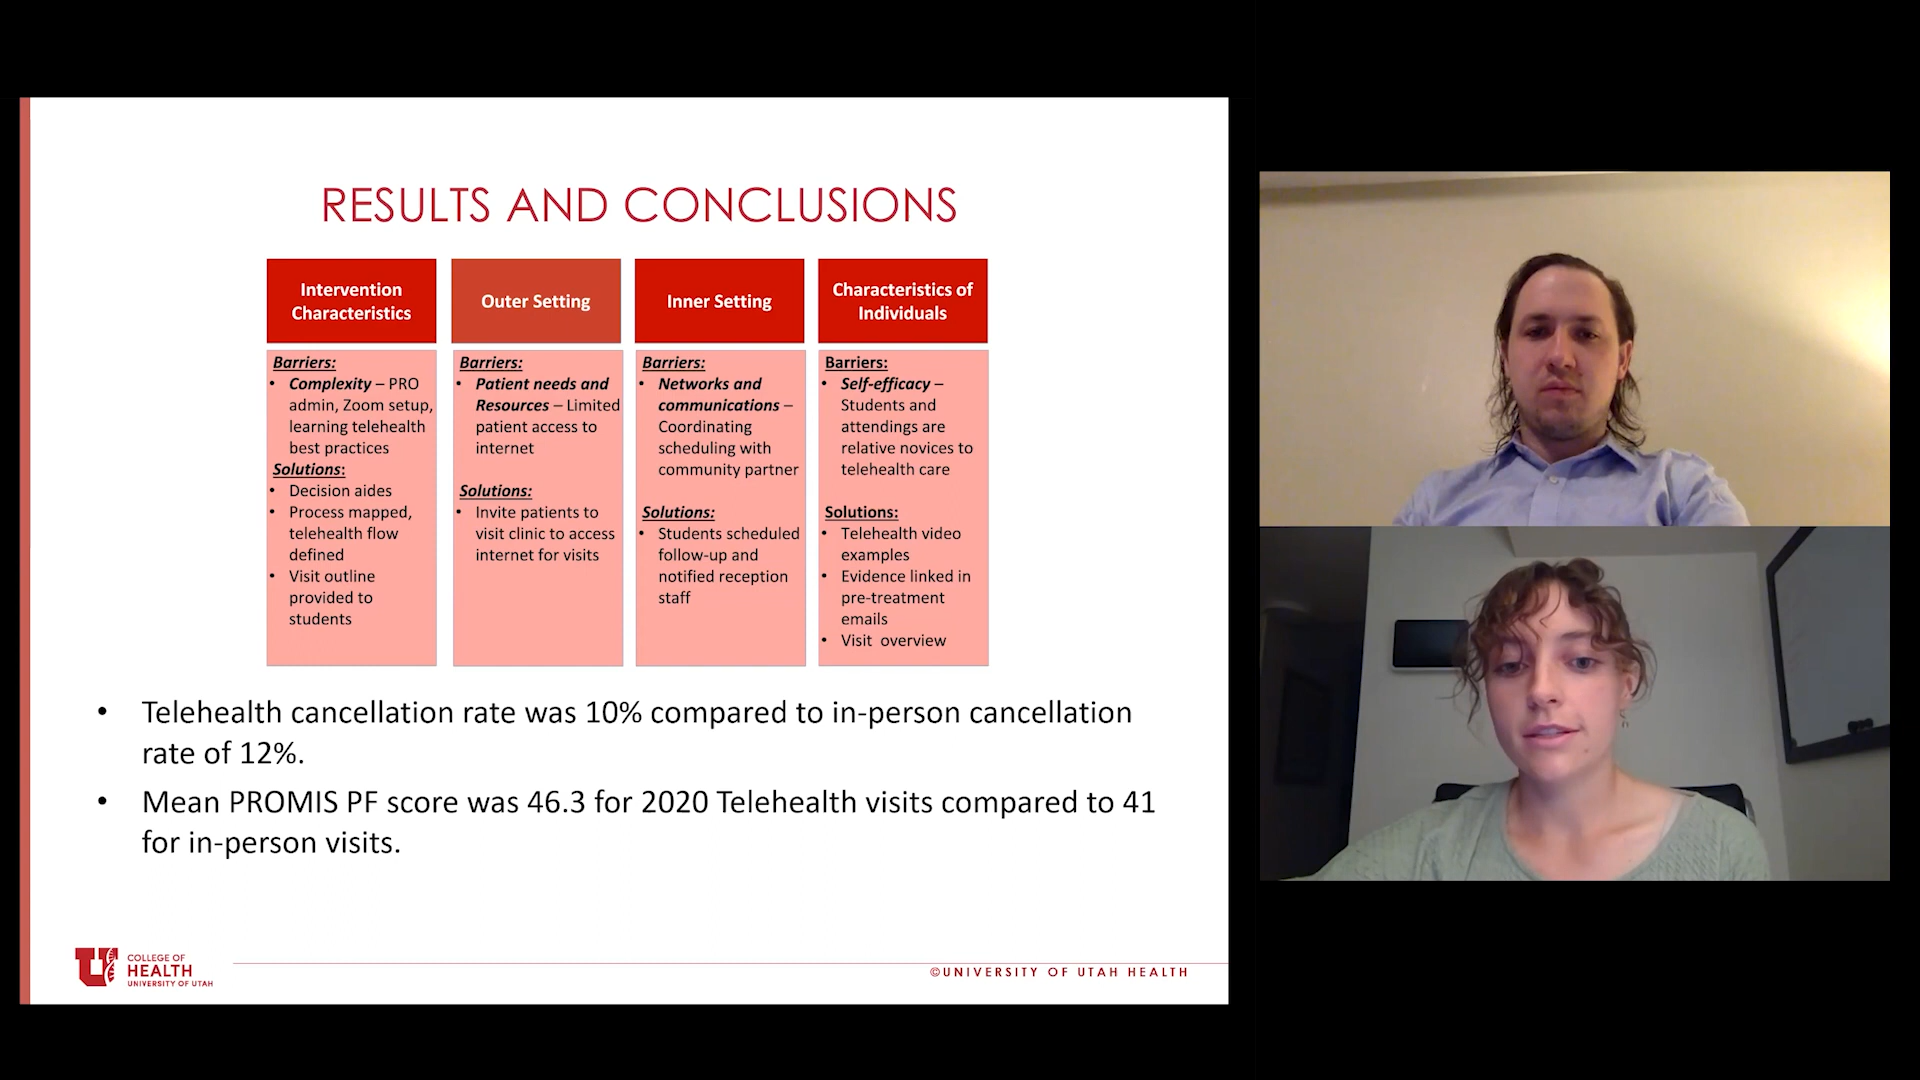 RESULTS AND CONCLUSIONS
Intervention
Characteristics
Barriers:
• Complexity – PRO
admin, Zoom setup,
learning telehealth
best practices
Solutions:
• Decision aides
• Process mapped,
telehealth flow
defined
• Visit outline
provided to
students
Outer Setting
Barriers:
• Patient needs and
Resources – Limited
patient access to
internet
Solutions:
• Invite patients to
visit clinic to access
internet for visits
Inner Setting
Barriers:
• Networks and
communications –
Coordinating
scheduling with
community partner
Solutions:
• Students scheduled
follow-up and
notified reception
staff
Characteristics of
Individuals
Barriers:
• Self-efficacy –
Students and
attendings are
relative novices to
telehealth care
Solutions:
• Telehealth video
examples
• Evidence linked in
pre-treatment
emails
• Visit overview
• Telehealth cancellation rate was 10% compared to in-person cancellation
rate of 12%.
• Mean PROMIS PF score was 46.3 for 2020 Telehealth visits compared to 41
for in-person visits.
U
COLLEGE OF
HEALTH
UNIVERSITY OF UTAH
©UNIVERSITY OF UTAH HEALTH